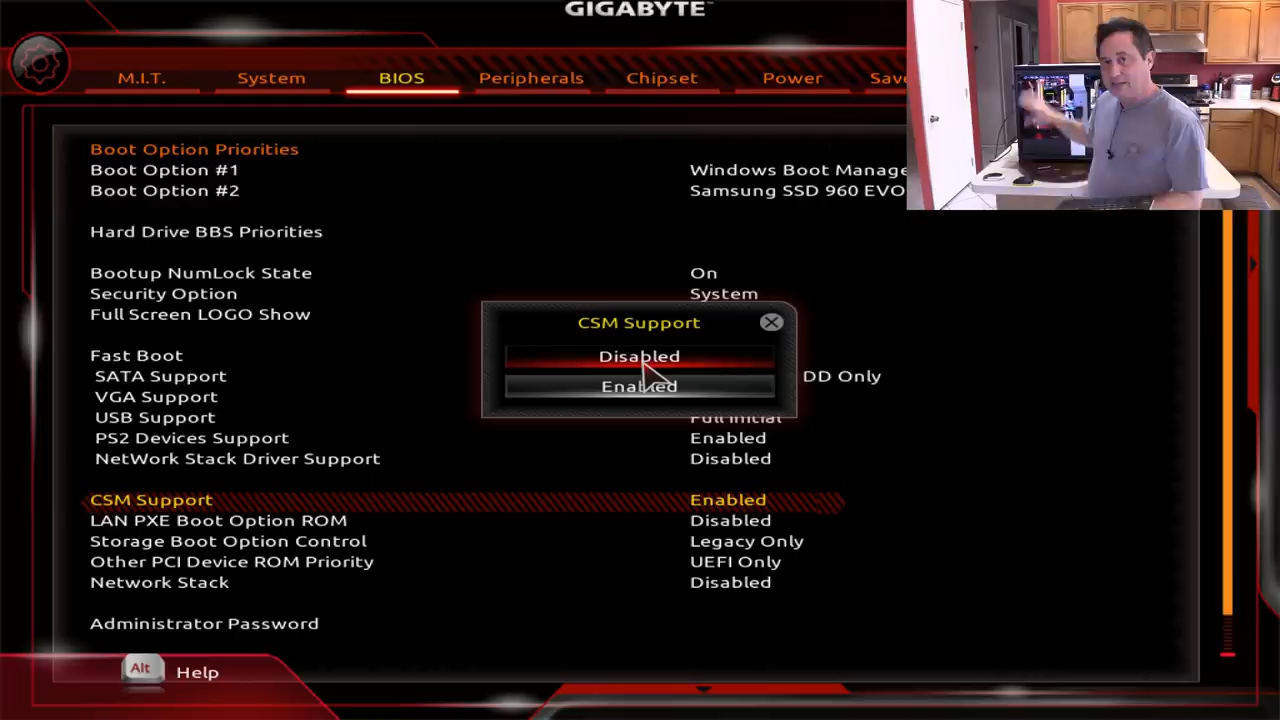 GIGABYTE™
M.I.T. System BIOS Peripherals Chipset Power Save
Boot Option Priorities
Boot Option #1 Windows Boot Manage
Boot Option #2 Samsung SSD 960 EVO
Hard Drive BBS Priorities
Bootup NumLock State On
Security Option System
Full Screen LOGO Show
CSM Support
Disabled
Enabled
Fast Boot
SATA Support DD Only
VGA Support
USB Support Full Initial
PS2 Devices Support Enabled
NetWork Stack Driver Support Disabled
CSM Support Enabled
LAN PXE Boot Option ROM Disabled
Storage Boot Option Control Legacy Only
Other PCI Device ROM Priority UEFI Only
Network Stack Disabled
Administrator Password
Alt Help